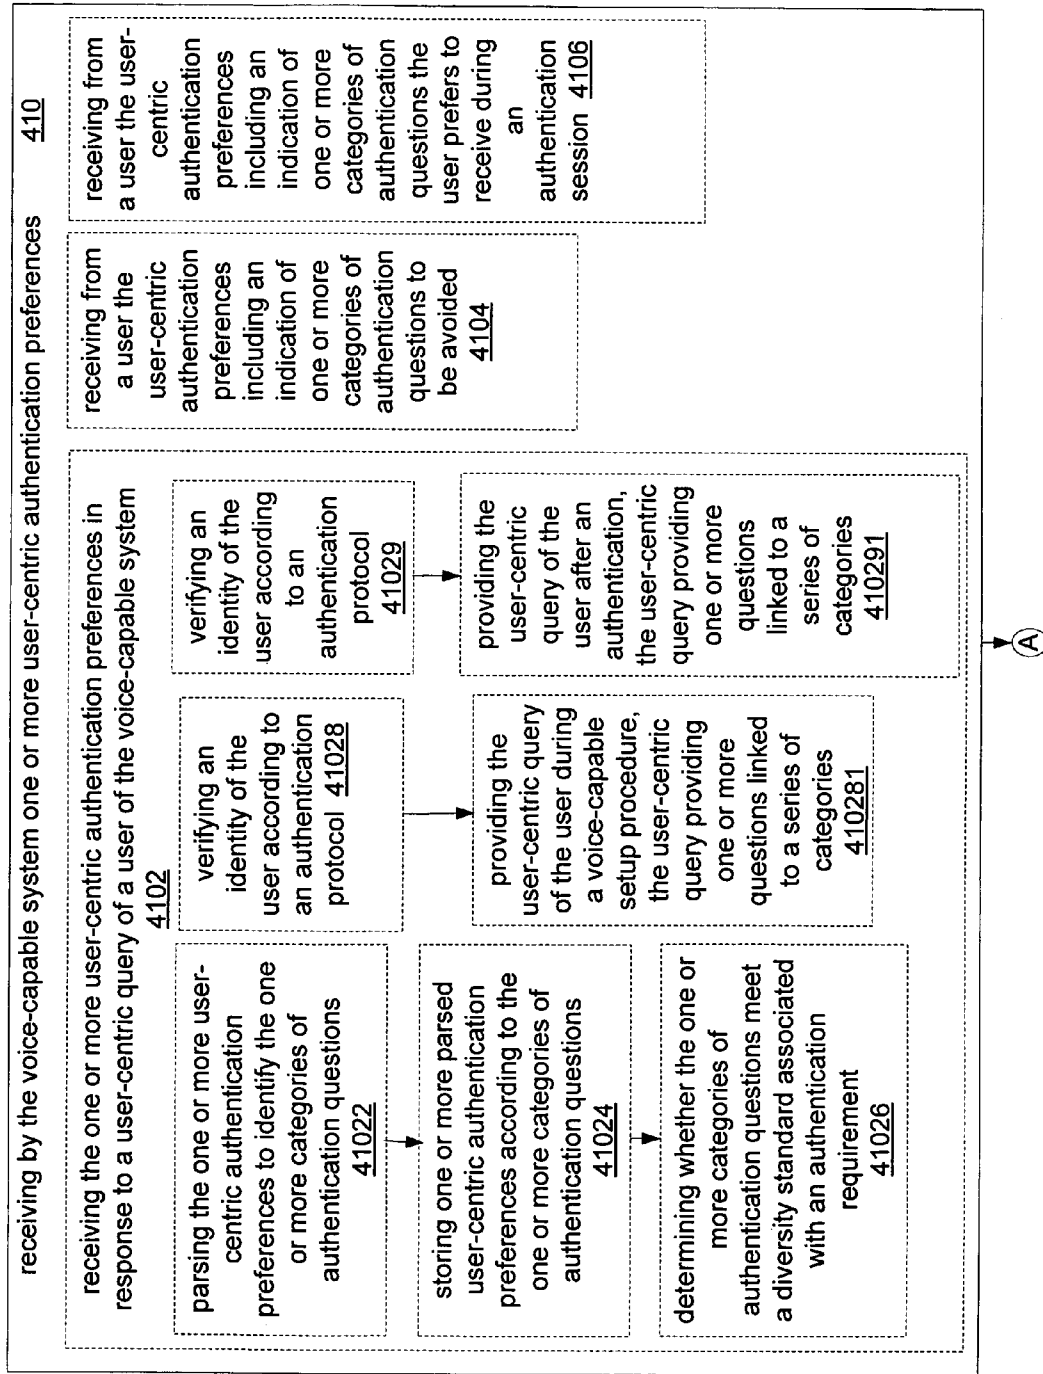 receiving by the voice-capable system one or more user-centric authentication preferences 410
receiving the one or more user-centric authentication preferences in
response to a user-centric query of a user of the voice-capable system
4102
parsing the one or more user-
centric authentication
preferences to identify the one
or more categories of
authentication questions
41022
storing one or more parsed
user-centric authentication
preferences according to the
one or more categories of
authentication questions
41024
determining whether the one or
more categories of
authentication questions meet
a diversity standard associated
with an authentication
requirement
41026
verifying an
identity of the
user according to
an authentication
protocol 41028
providing the
user-centric query
of the user during
a voice-capable
setup procedure,
the user-centric
query providing
one or more
questions linked
to a series of
categories
410281
verifying an
identity of the
user according
to an
authentication
protocol
41029
providing the
user-centric
query of the
user after an
authentication,
the user-centric
query providing
one or more
questions
linked to a
series of
categories
410291
receiving from
a user the
user-centric
authentication
preferences
including an
indication of
one or more
categories of
authentication
questions to
be avoided
4104
receiving from
a user the user-
centric
authentication
preferences
including an
indication of
one or more
categories of
authentication
questions the
user prefers to
receive during
an
authentication
session 4106
A